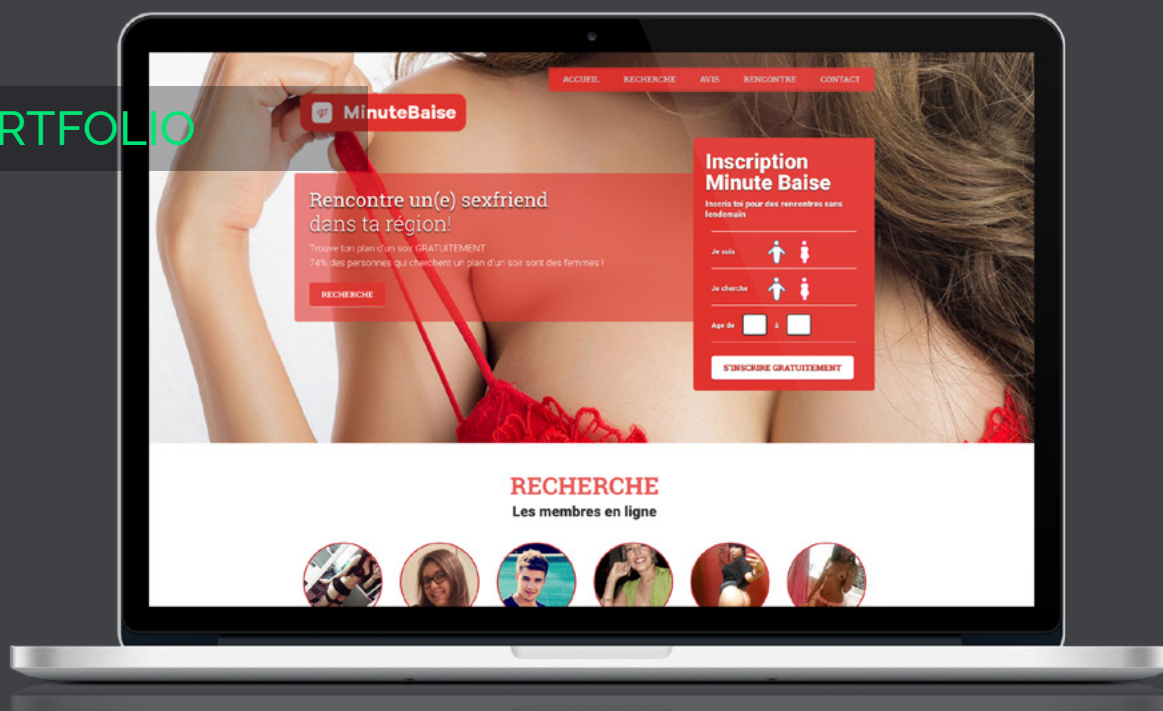 RTFOLIO
ACCUEIL RECHERCHE AVIS RENCONTRE CONTACT
MinuteBaise
Rencontre un(e) sexfriend
dans ta région!
Trouve ton plan d'un soir GRATUITEMENT
74% des personnes qui cherchent un plan d'un soir sont des femmes !
RECHERCHE
Inscription
Minute Baise
Inscris toi pour des rencontres sans
lendemain
Je suis
Je cherche
Age de à
S'INSCRIRE GRATUITEMENT
RECHERCHE
Les membres en ligne